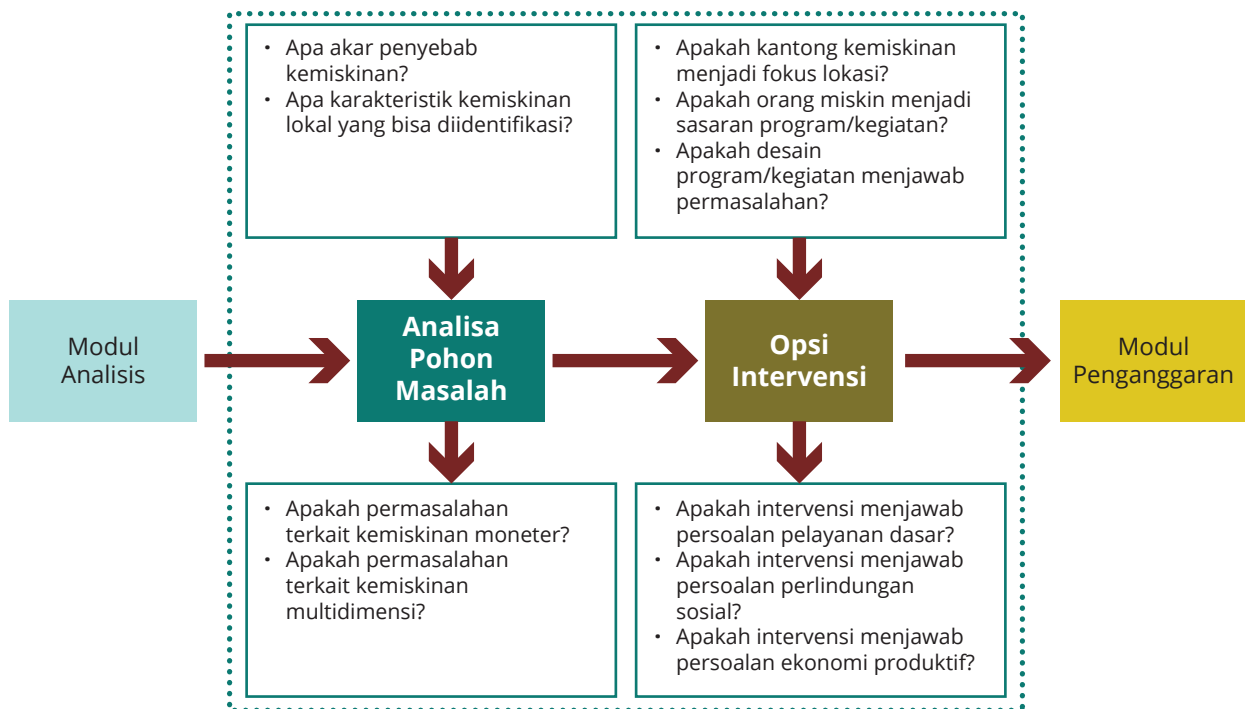 • Apa akar penyebab
kemiskinan?
• Apa karakteristik kemiskinan
lokal yang bisa diidentifikasi?
• Apakah kantong kemiskinan
menjadi fokus lokasi?
• Apakah orang miskin menjadi
sasaran program/kegiatan?
• Apakah desain
program/kegiatan menjawab
permasalahan?
Modul
Analisis
Analisa
Pohon
Masalah
Opsi
Intervensi
Modul
Penganggaran
• Apakah permasalahan
terkait kemiskinan moneter?
• Apakah permasalahan
terkait kemiskinan
multidimensi?
• Apakah intervensi menjawab
persoalan pelayanan dasar?
• Apakah intervensi menjawab
persoalan perlindungan
sosial?
• Apakah intervensi menjawab
persoalan ekonomi produktif?